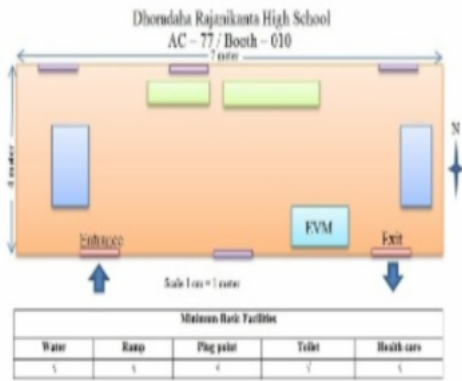 Dhoradaha Rajanikanta High School
AC – 77 / Booth – 010
7 meter
meter
N
Entrance
EVM
Exit
Scale 1 cm = 1 meter
Minimum Basic Facilities
Water Ramp Plug point Toilet Health care